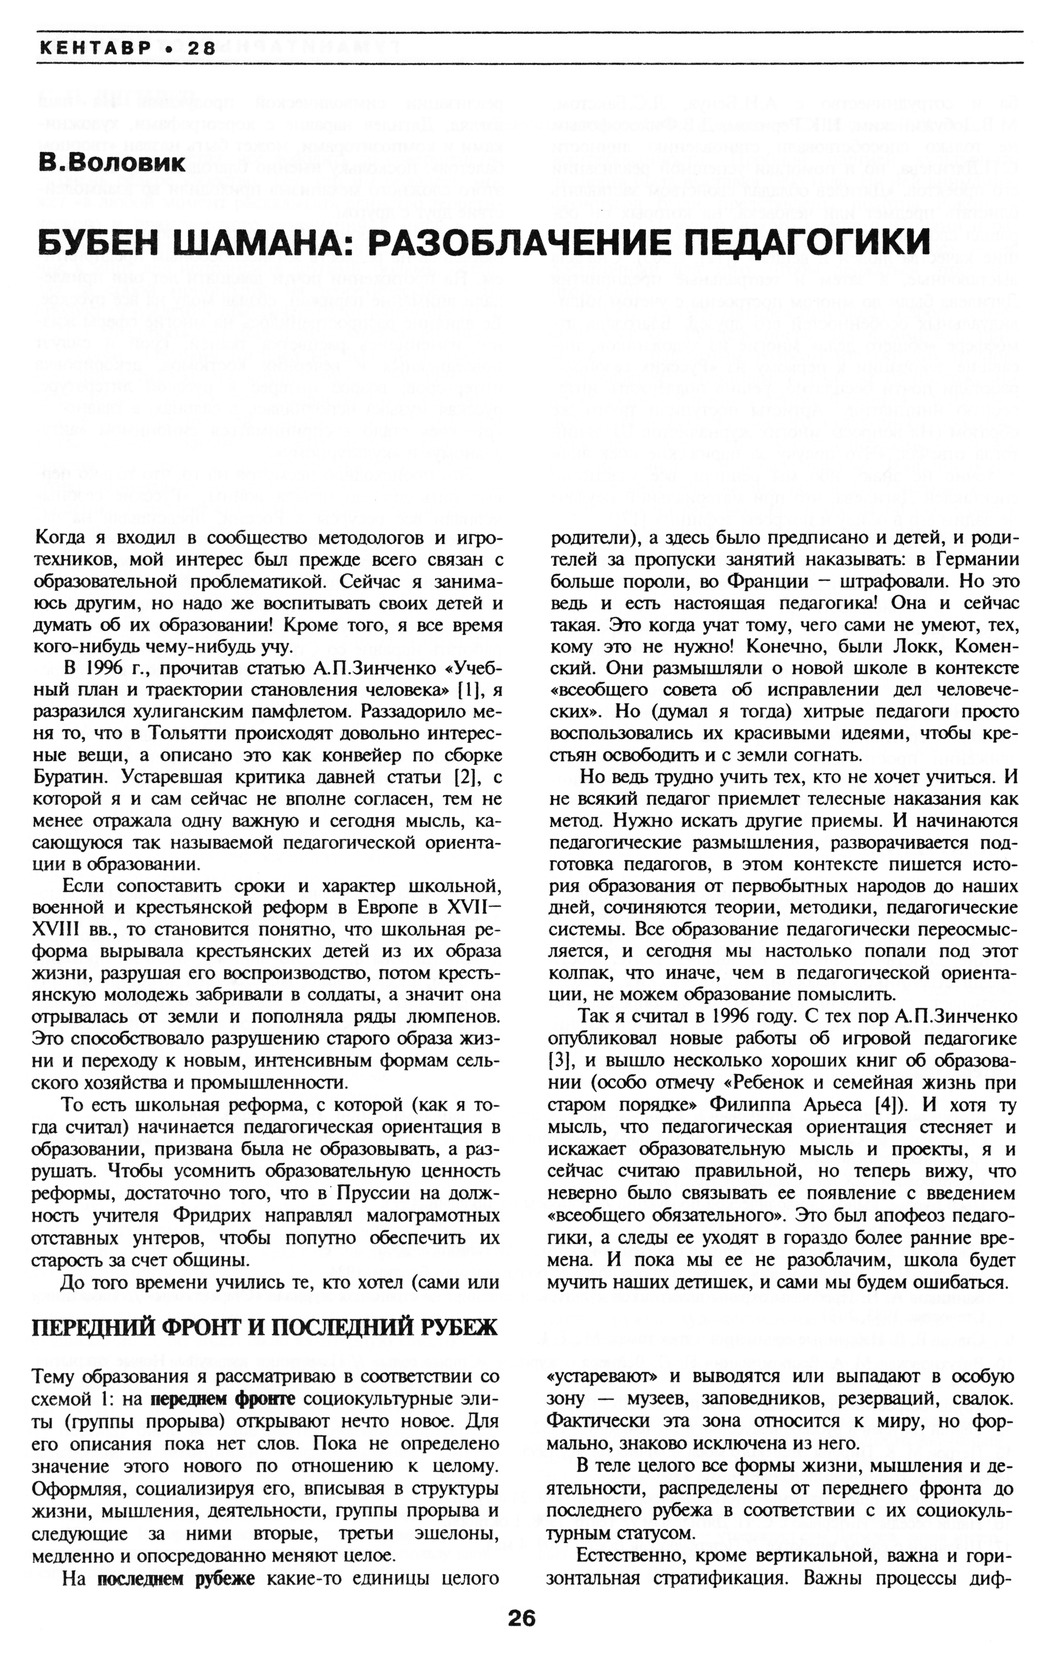 КЕНТАВР • 28
В.Воловик
БУБЕН ШАМАНА: РАЗОБЛАЧЕНИЕ ПЕДАГОГИКИ
Когда я входил в сообщество методологов и игро-
техников, мой интерес был прежде всего связан с
образовательной проблематикой. Сейчас я занима-
юсь другим, но надо же воспитывать своих детей и
думать об их образовании! Кроме того, я все время
кого-нибудь чему-нибудь учу.
В 1996 г., прочитав статью А.П.Зинченко «Учеб-
ный план и траектории становления человека» [1], я
разразился хулиганским памфлетом. Раззадорило ме-
ня то, что в Тольятти происходят довольно интерес-
ные вещи, а описано это как конвейер по сборке
Буратин. Устаревшая критика давней статьи [2], с
которой я и сам сейчас не вполне согласен, тем не
менее отражала одну важную и сегодня мысль, ка-
сающуюся так называемой педагогической ориента-
ции в образовании.
Если сопоставить сроки и характер школьной,
военной и крестьянской реформ в Европе в XVII—
XVIII вв., то становится понятно, что школьная ре-
форма вырывала крестьянских детей из их образа
жизни, разрушая его воспроизводство, потом кресть-
янскую молодежь забривали в солдаты, а значит она
отрывалась от земли и пополняла ряды люмпенов.
Это способствовало разрушению старого образа жиз-
ни и переходу к новым, интенсивным формам сель-
ского хозяйства и промышленности.
То есть школьная реформа, с которой (как я то-
гда считал) начинается педагогическая ориентация в
образовании, призвана была не образовывать, а раз-
рушать. Чтобы усомнить образовательную ценность
реформы, достаточно того, что в Пруссии на долж-
ность учителя Фридрих направлял малограмотных
отставных унтеров, чтобы попутно обеспечить их
старость за счет общины.
До того времени учились те, кто хотел (сами или
родители), а здесь было предписано и детей, и роди-
телей за пропуски занятий наказывать: в Германии
больше пороли, во Франции — штрафовали. Но это
ведь и есть настоящая педагогика! Она и сейчас
такая. Это когда учат тому, чего сами не умеют, тех,
кому это не нужно! Конечно, были Локк, Комен-
ский. Они размышляли о новой школе в контексте
«всеобщего совета об исправлении дел человече-
ских». Но (думал я тогда) хитрые педагоги просто
воспользовались их красивыми идеями, чтобы кре-
стьян освободить и с земли согнать.
Но ведь трудно учить тех, кто не хочет учиться. И
не всякий педагог приемлет телесные наказания как
метод. Нужно искать другие приемы. И начинаются
педагогические размышления, разворачивается под-
готовка педагогов, в этом контексте пишется исто-
рия образования от первобытных народов до наших
дней, сочиняются теории, методики, педагогические
системы. Все образование педагогически переосмыс-
ляется, и сегодня мы настолько попали под этот
колпак, что иначе, чем в педагогической ориента-
ции, не можем образование помыслить.
Так я считал в 1996 году. С тех пор А.П.Зинченко
опубликовал новые работы об игровой педагогике
[3], и вышло несколько хороших книг об образова-
нии (особо отмечу «Ребенок и семейная жизнь при
старом порядке» Филиппа Арьеса [4]). И хотя ту
мысль, что педагогическая ориентация стесняет и
искажает образовательную мысль и проекты, я и
сейчас считаю правильной, но теперь вижу, что
неверно было связывать ее появление с введением
«всеобщего обязательного». Это был апофеоз педаго-
гики, а следы ее уходят в гораздо более ранние вре-
мена. И пока мы ее не разоблачим, школа будет
мучить наших детишек, и сами мы будем ошибаться.
ПЕРЕДНИЙ ФРОНТ И ПОСЛЕДНИЙ РУБЕЖ
Тему образования я рассматриваю в соответствии со
схемой 1: на переднем фронте социокультурные эли-
ты (группы прорыва) открывают нечто новое. Для
его описания пока нет слов. Пока не определено
значение этого нового по отношению к целому.
Оформляя, социализируя его, вписывая в структуры
жизни, мышления, деятельности, группы прорыва и
следующие за ними вторые, третьи эшелоны,
медленно и опосредованно меняют целое.
На последнем рубеже какие-то единицы целого
«устаревают» и выводятся или выпадают в особую
зону — музеев, заповедников, резерваций, свалок.
Фактически эта зона относится к миру, но фор-
мально, знаково исключена из него.
В теле целого все формы жизни, мышления и де-
ятельности, распределены от переднего фронта до
последнего рубежа в соответствии с их социокуль-
турным статусом.
Естественно, кроме вертикальной, важна и гори-
зонтальная стратификация. Важны процессы диф-
26